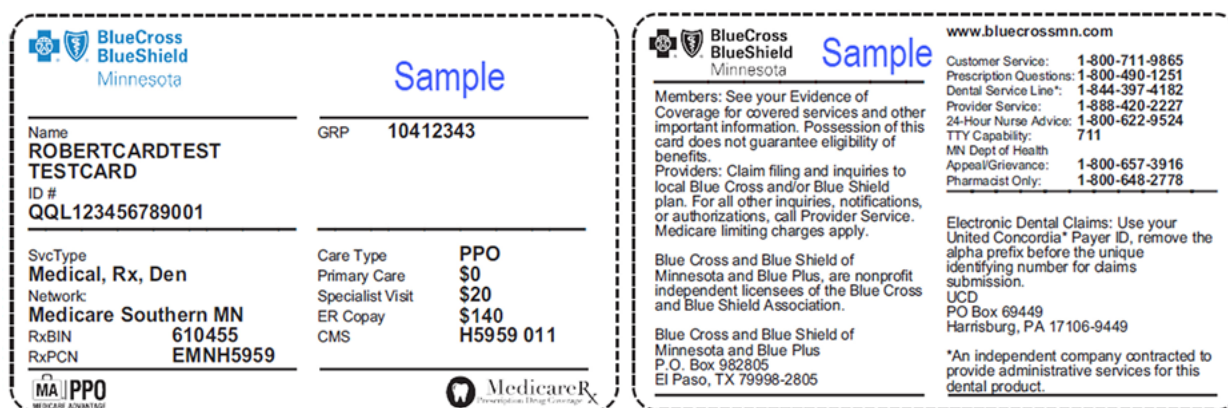 BlueCross
BlueShield
Minnesota
Sample
Name
ROBERTCARDTEST
TESTCARD
ID #
QQL123456789001
GRP 10412343
SvcType
Medical, Rx, Den
Network:
Medicare Southern MN
RxBIN 610455
RxPCN EMNH5959
Care Type PPO
Primary Care $0
Specialist Visit $20
ER Copay $140
CMS H5959 011
MA PPO
MEDICARE ADVANTAGE
MedicareRx
Prescription Drug Coverage
BlueCross
BlueShield
Minnesota
Sample
Members: See your Evidence of
Coverage for covered services and other
important information. Possession of this
card does not guarantee eligibility of
benefits.
Providers: Claim filing and inquiries to
local Blue Cross and/or Blue Shield
plan. For all other inquiries, notifications,
or authorizations, call Provider Service.
Medicare limiting charges apply.
Blue Cross and Blue Shield of
Minnesota and Blue Plus, are nonprofit
independent licensees of the Blue Cross
and Blue Shield Association.
Blue Cross and Blue Shield of
Minnesota and Blue Plus
P.O. Box 982805
El Paso, TX 79998-2805
www.bluecrossmn.com
Customer Service: 1-800-711-9865
Prescription Questions: 1-800-490-1251
Dental Service Line*: 1-844-397-4182
Provider Service: 1-888-420-2227
24-Hour Nurse Advice: 1-800-622-9524
TTY Capability: 711
MN Dept of Health
Appeal/Grievance: 1-800-657-3916
Pharmacist Only: 1-800-648-2778
Electronic Dental Claims: Use your
United Concordia* Payer ID, remove the
alpha prefix before the unique
identifying number for claims
submission.
UCD
PO Box 69449
Harrisburg, PA 17106-9449
*An independent company contracted to
provide administrative services for this
dental product.